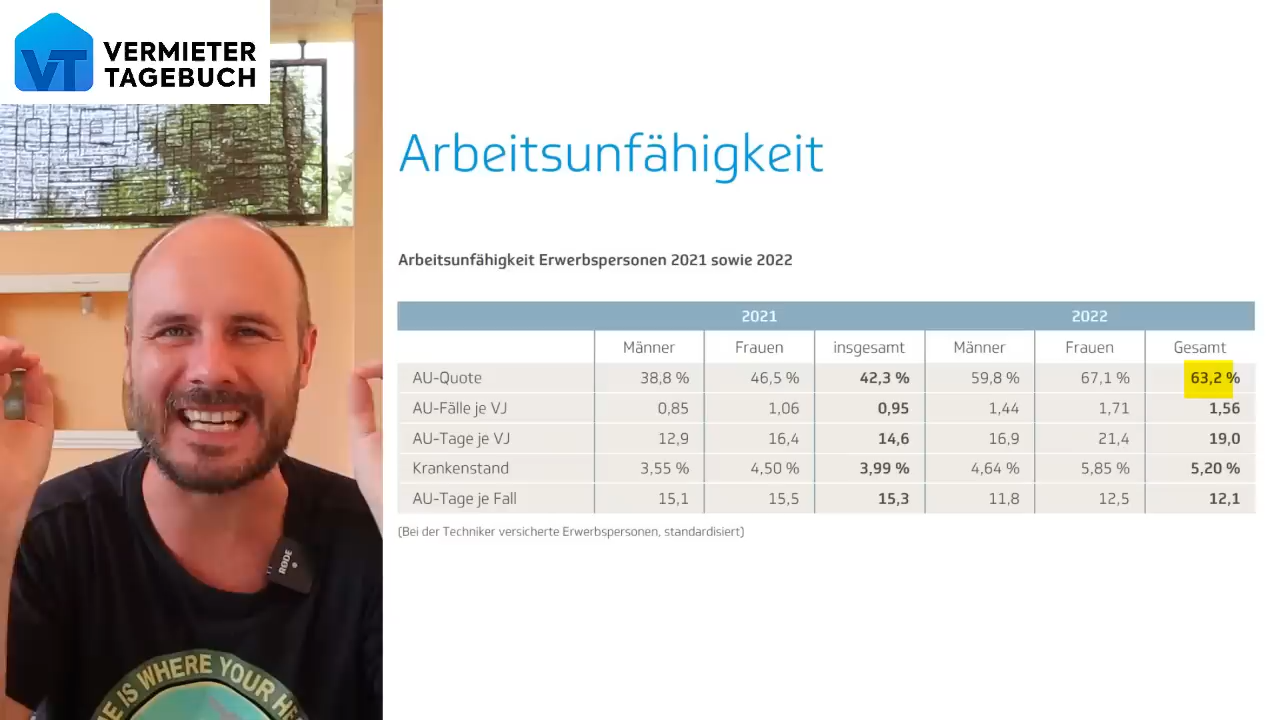 VERMIETER
TAGEBUCH
VT
Arbeitsunfähigkeit
Arbeitsunfähigkeit Erwerbspersonen 2021 sowie 2022
2021 2022
Männer Frauen insgesamt Männer Frauen Gesamt
AU-Quote 38,8 % 46,5 % 42,3 % 59,8 % 67,1 % 63,2 %
AU-Fälle je VJ 0,85 1,06 0,95 1,44 1,71 1,56
AU-Tage je VJ 12,9 16,4 14,6 16,9 21,4 19,0
Krankenstand 3,55 % 4,50 % 3,99 % 4,64 % 5,85 % 5,20 %
AU-Tage je Fall 15,1 15,5 15,3 11,8 12,5 12,1
(Bei der Techniker versicherte Erwerbspersonen, standardisiert)
RØDE
IS WHERE YOUR